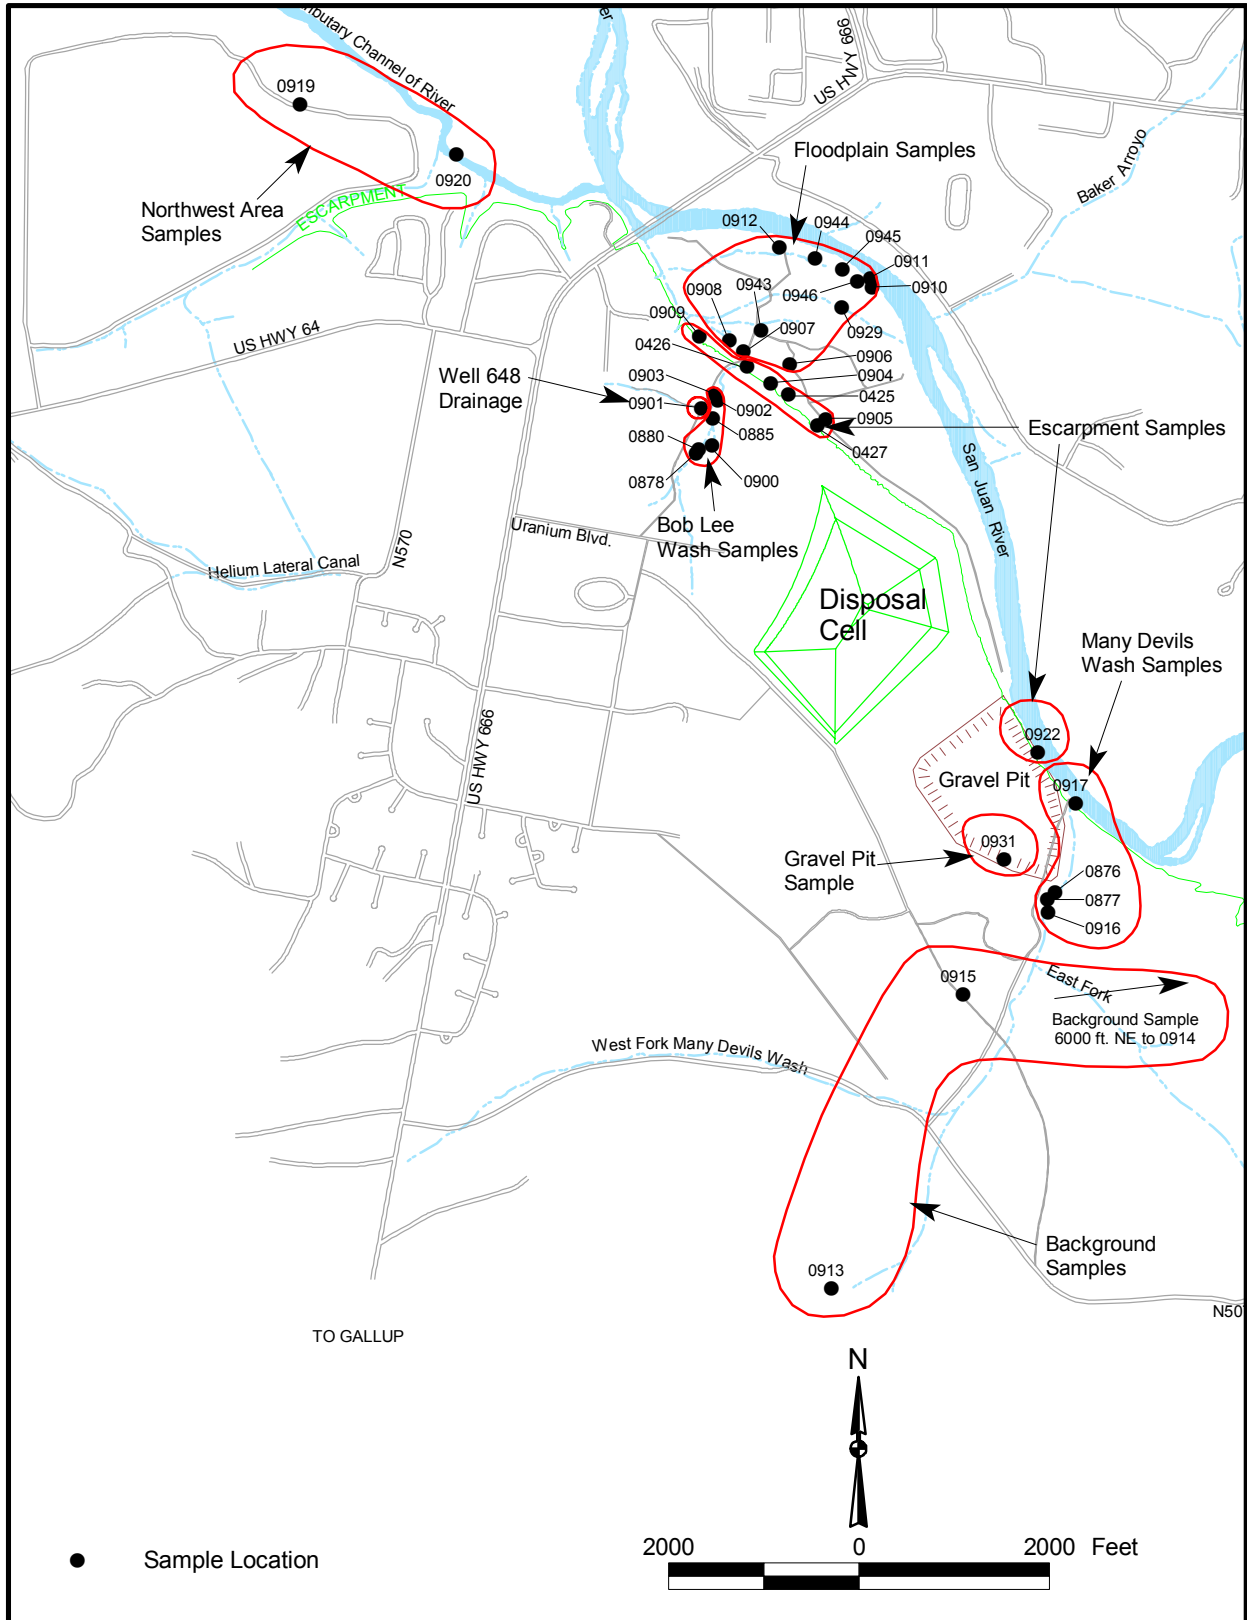 ibutary Channel of River
er
US HWY 666
0919
0920
Northwest Area
Samples
ESCARPMENT
Floodplain Samples
Baker Arroyo
0912
0944
0945
0911
0946
0910
0908
0943
0909
0907
0929
0426
0906
US HWY 64
0904
Well 648
Drainage
0903
0425
0901
0902
0905
0885
Escarpment Samples
0880
0427
0878
0900
San Juan River
Bob Lee
Wash Samples
Uranium Blvd.
N570
Helium Lateral Canal
Disposal
Cell
Many Devils
Wash Samples
US HWY 666
0922
Gravel Pit
0917
0931
Gravel Pit
Sample
0876
0877
0916
0915
East Fork
Background Sample
6000 ft. NE to 0914
West Fork Many Devils Wash
Background
Samples
0913
N50
TO GALLUP
N
Sample Location
2000 0 2000 Feet